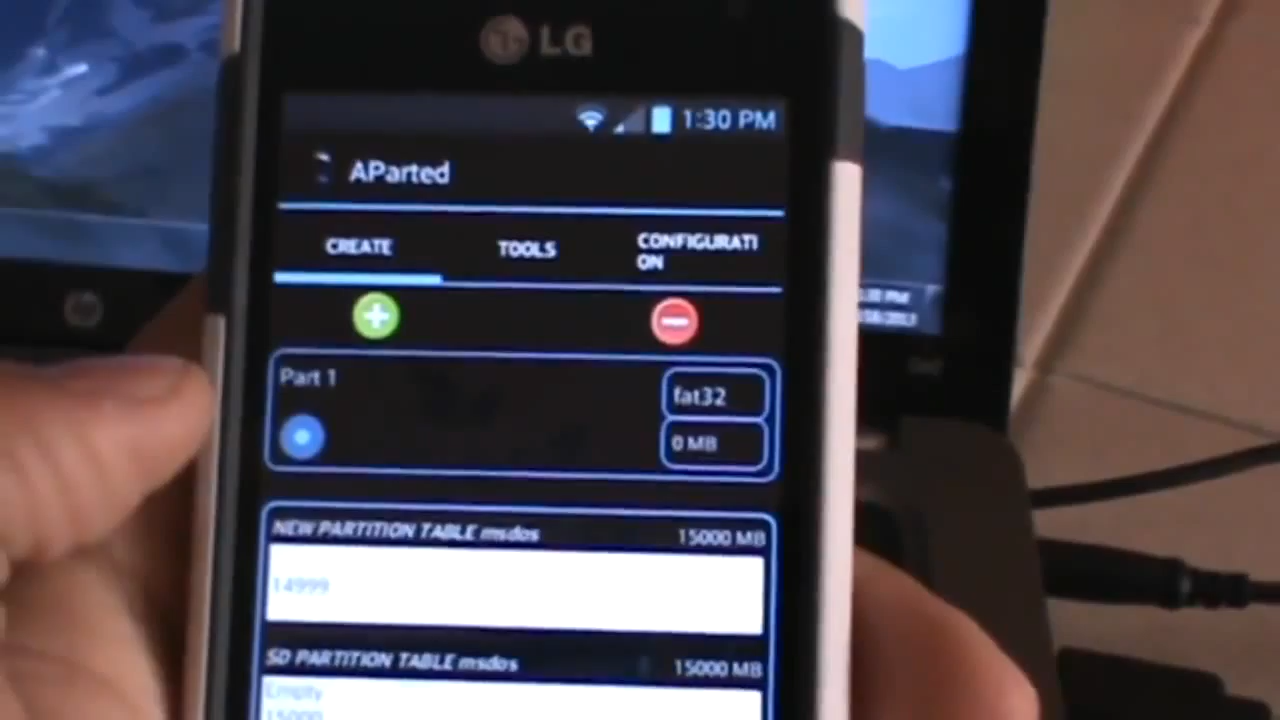 LG
1:30 PM
AParted
CREATE
TOOLS
CONFIGURATI
ON
Part 1
fat32
0 MB
NEW PARTITION TABLE msdos
15000 MB
14999
SD PARTITION TABLE msdos
15000 MB
Empty
15000